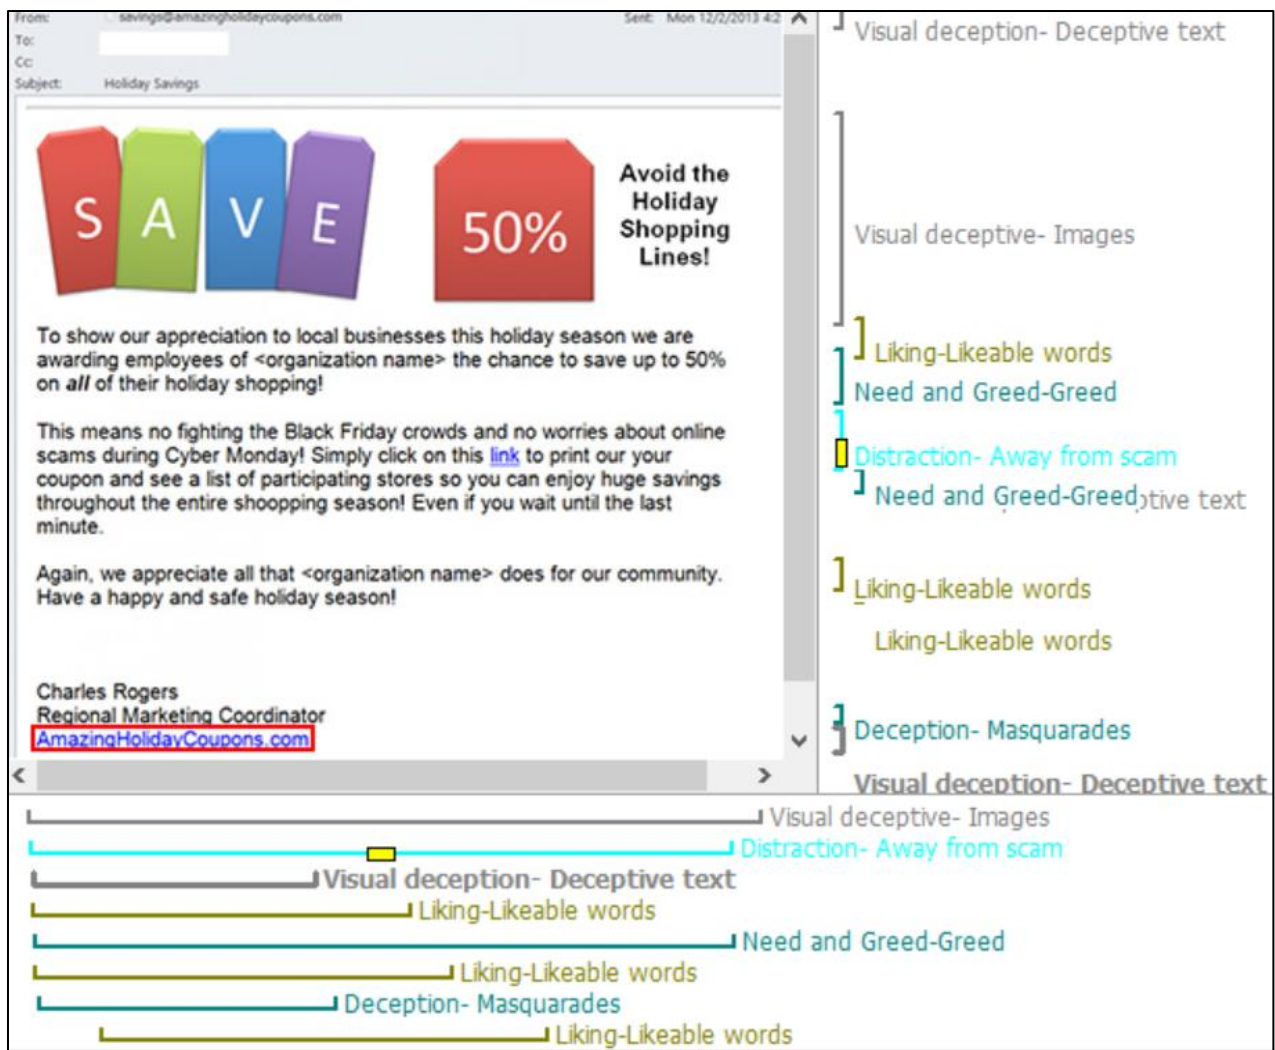 From: savings@amazingholidaycoupons.com Sent: Mon 12/2/2013 4:2
To:
Cc:
Subject: Holiday Savings
S A V E
50%
Avoid the
Holiday
Shopping
Lines!
To show our appreciation to local businesses this holiday season we are
awarding employees of <organization name> the chance to save up to 50%
on all of their holiday shopping!
This means no fighting the Black Friday crowds and no worries about online
scams during Cyber Monday! Simply click on this link to print our your
coupon and see a list of participating stores so you can enjoy huge savings
throughout the entire shoopping season! Even if you wait until the last
minute.
Again, we appreciate all that <organization name> does for our community.
Have a happy and safe holiday season!
Charles Rogers
Regional Marketing Coordinator
AmazingHolidayCoupons.com
Visual deception- Deceptive text
Visual deceptive- Images
Liking-Likeable words
Need and Greed-Greed
Distraction- Away from scam
Need and Greed-Greed
ptive text
Liking-Likeable words
Liking-Likeable words
Deception- Masquarades
Visual deception- Deceptive text
Visual deceptive- Images
Distraction- Away from scam
Visual deception- Deceptive text
Liking-Likeable words
Need and Greed-Greed
Liking-Likeable words
Deception- Masquarades
Liking-Likeable words